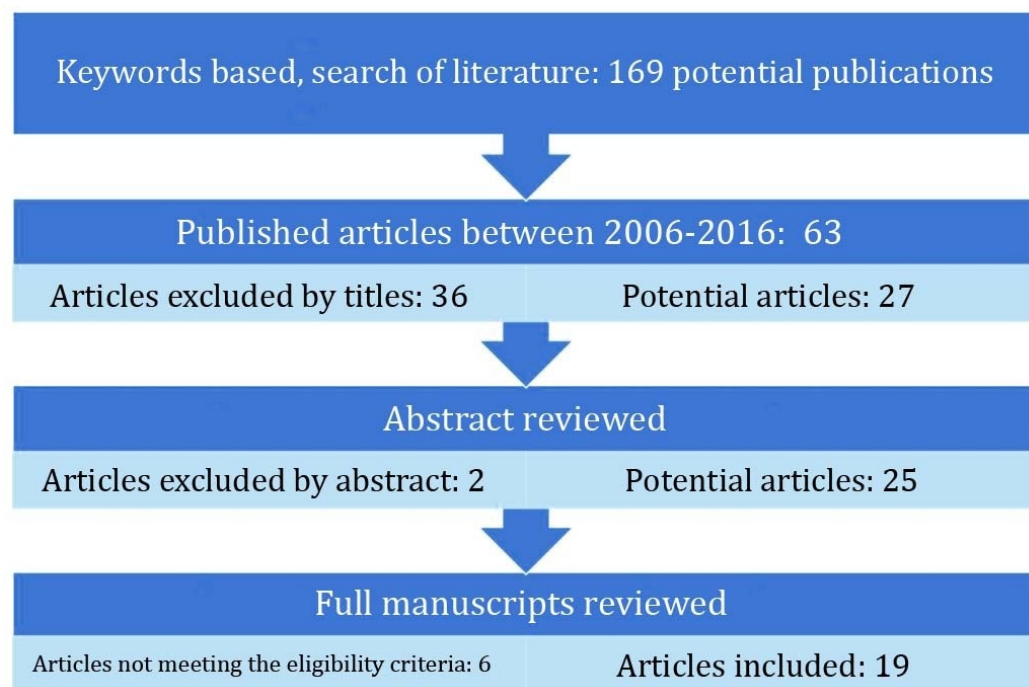 Keywords based, search of literature: 169 potential publications
Published articles between 2006-2016: 63
Articles excluded by titles: 36
Potential articles: 27
Abstract reviewed
Articles excluded by abstract: 2
Potential articles: 25
Full manuscripts reviewed
Articles not meeting the eligibility criteria: 6
Articles included: 19